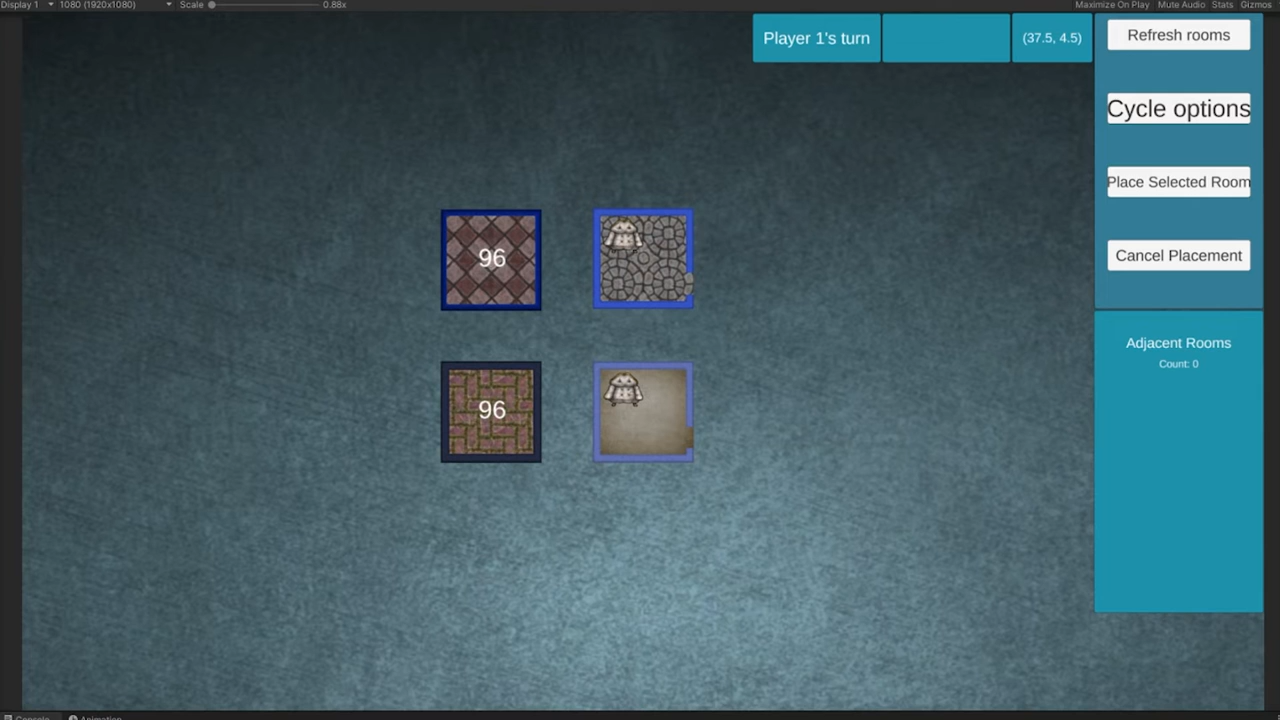 Display 1 1080 (1920x1080) Scale 0.88x Maximize On Play Mute Audio Stats Gizmos
Player 1's turn (37.5, 4.5)
Refresh rooms
Cycle options
Place Selected Room
Cancel Placement
96
96
Adjacent Rooms
Count: 0
Console Animation